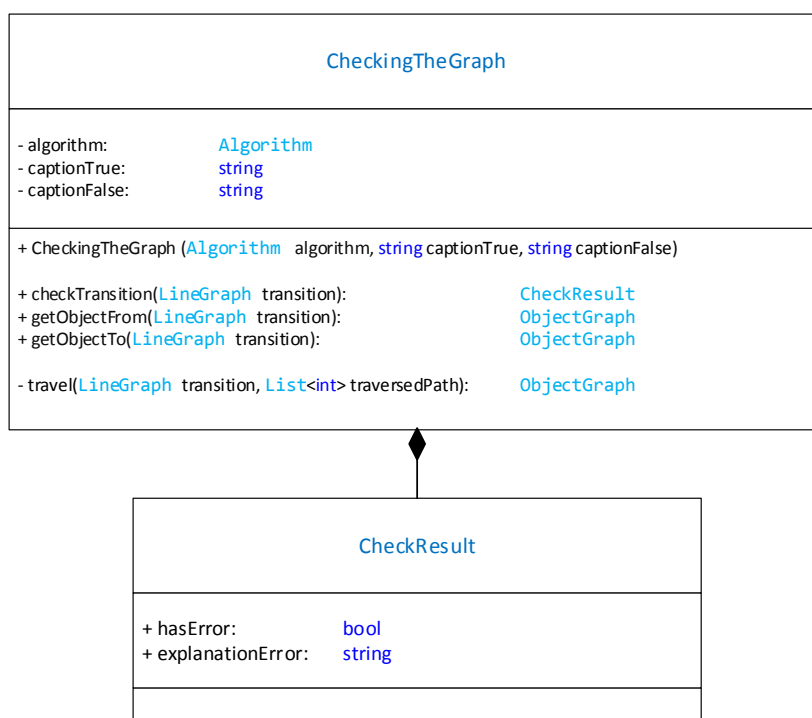 CheckingTheGraph
- algorithm: Algorithm
- captionTrue: string
- captionFalse: string
+ CheckingTheGraph (Algorithm algorithm, string captionTrue, string captionFalse)
+ checkTransition(LineGraph transition): CheckResult
+ getObjectFrom(LineGraph transition): ObjectGraph
+ getObjectTo(LineGraph transition): ObjectGraph
- travel(LineGraph transition, List<int> traversedPath): ObjectGraph
CheckResult
+ hasError: bool
+ explanationError: string